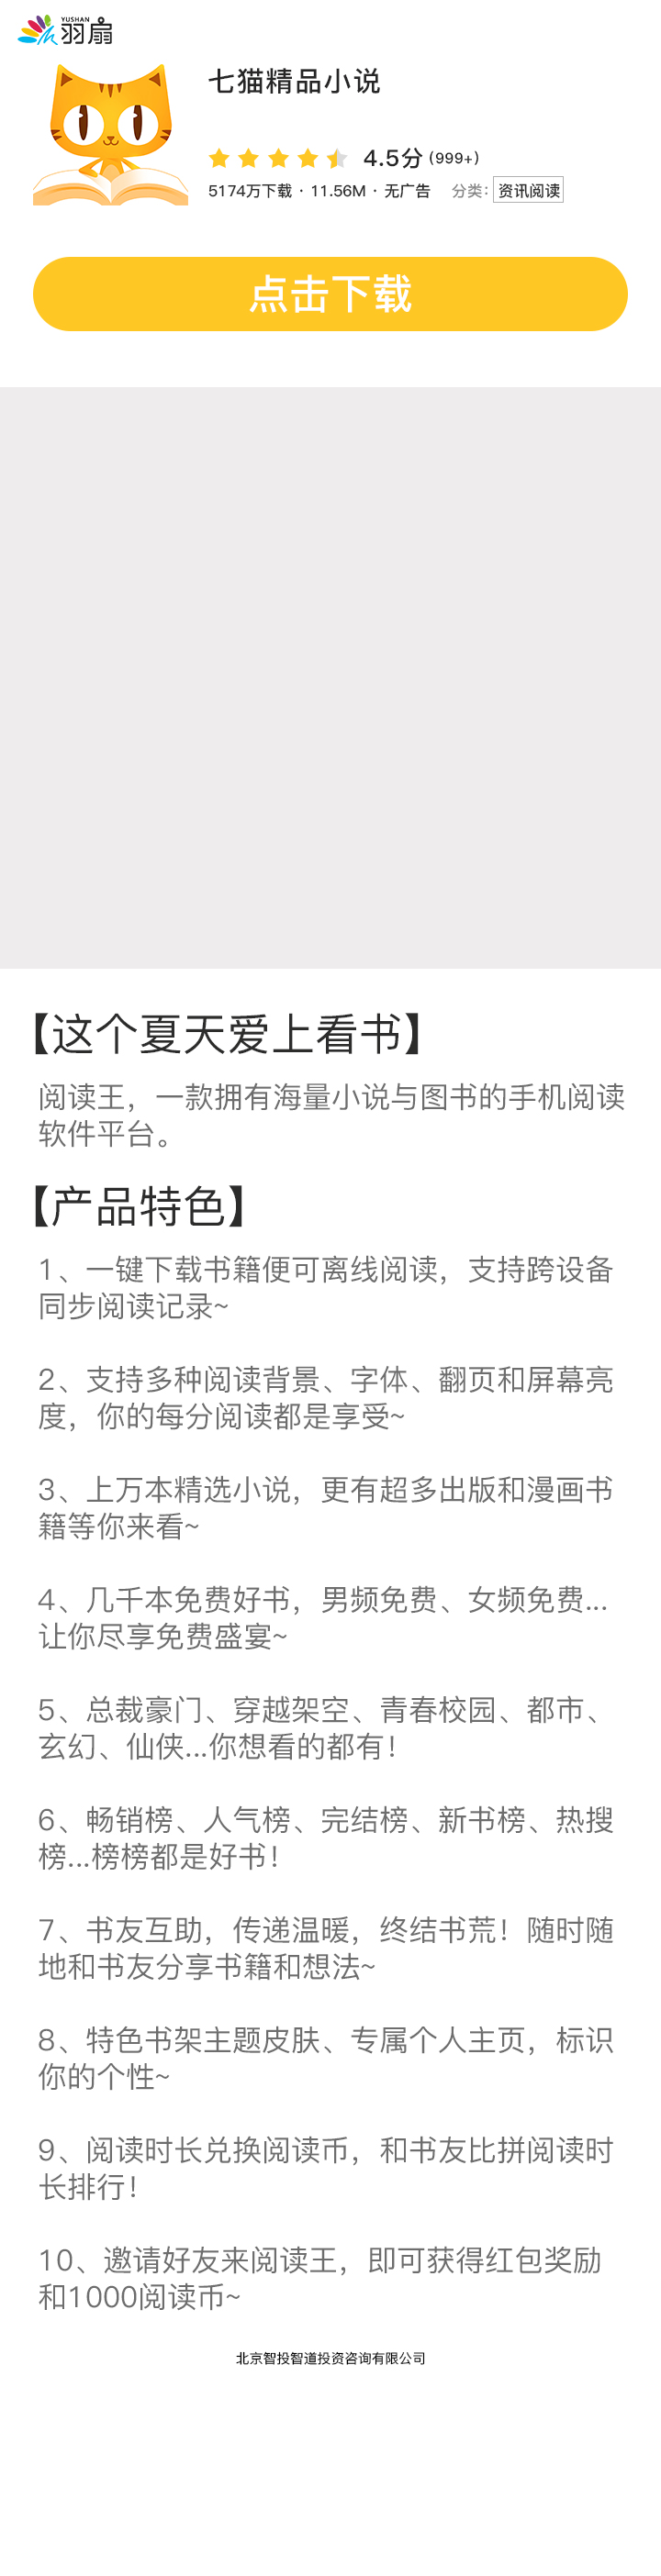 YUSHAN
羽扇
七猫精品小说
4.5分 (999+)
5174万下载 · 11.56M · 无广告 分类: 资讯阅读
点击下载
【这个夏天爱上看书】
阅读王，一款拥有海量小说与图书的手机阅读
软件平台。
【产品特色】
1、一键下载书籍便可离线阅读，支持跨设备
同步阅读记录~
2、支持多种阅读背景、字体、翻页和屏幕亮
度，你的每分阅读都是享受~
3、上万本精选小说，更有超多出版和漫画书
籍等你来看~
4、几千本免费好书，男频免费、女频免费...
让你尽享免费盛宴~
5、总裁豪门、穿越架空、青春校园、都市、
玄幻、仙侠...你想看的都有！
6、畅销榜、人气榜、完结榜、新书榜、热搜
榜...榜榜都是好书！
7、书友互助，传递温暖，终结书荒！随时随
地和书友分享书籍和想法~
8、特色书架主题皮肤、专属个人主页，标识
你的个性~
9、阅读时长兑换阅读币，和书友比拼阅读时
长排行！
10、邀请好友来阅读王，即可获得红包奖励
和1000阅读币~
北京智投智道投资咨询有限公司